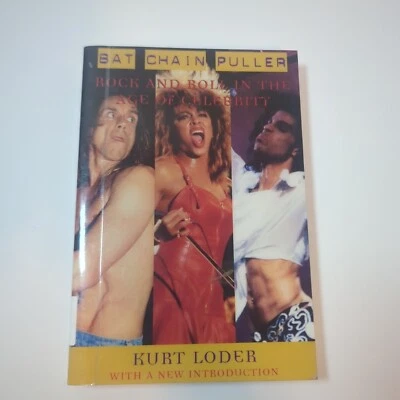 BAT CHAIN PULLER
ROCK AND ROLL IN THE
AGE OF CELEBRITY
KURT LODER
WITH A NEW INTRODUCTION